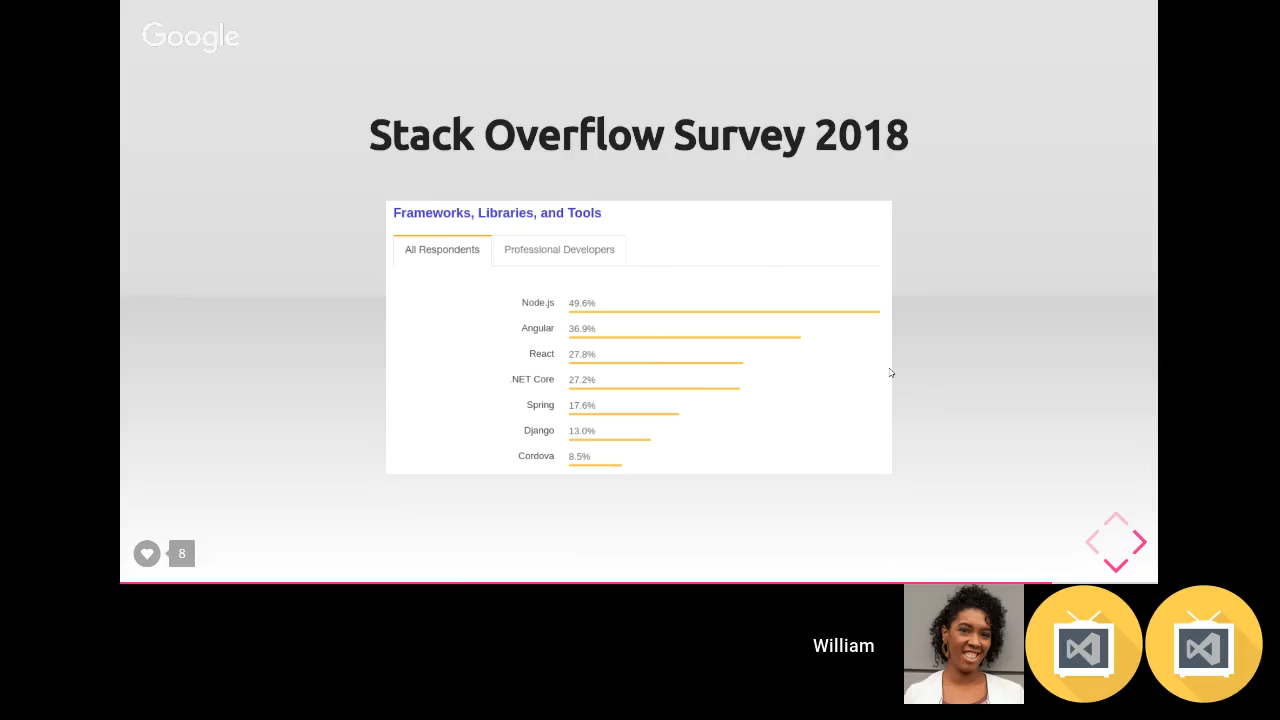 Google
Stack Overflow Survey 2018
Frameworks, Libraries, and Tools
All Respondents Professional Developers
Node.js 49.6%
Angular 36.9%
React 27.8%
.NET Core 27.2%
Spring 17.6%
Django 13.0%
Cordova 8.5%
8
William